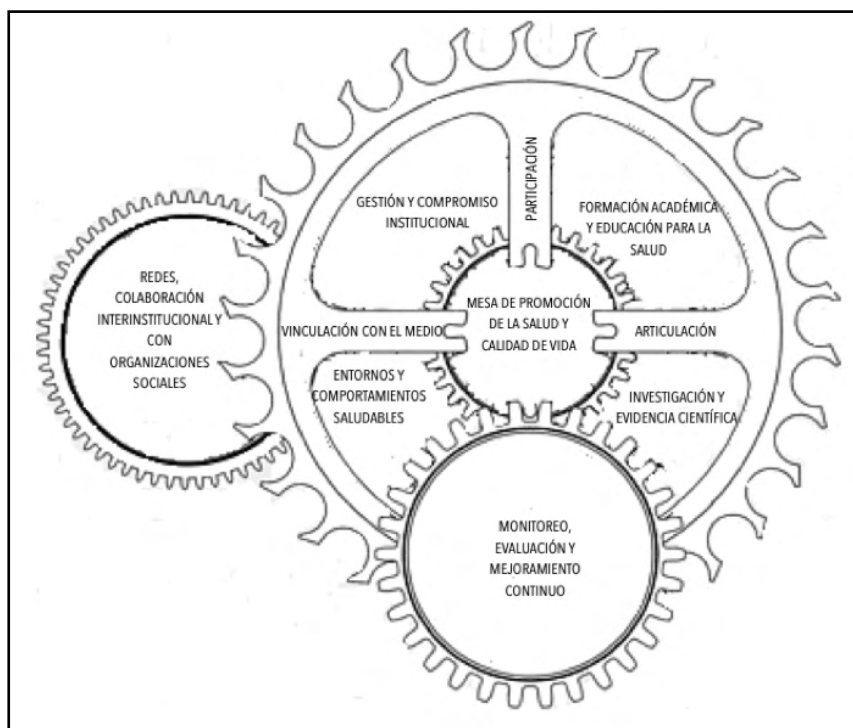 PARTICIPACIÓN
GESTIÓN Y COMPROMISO
INSTITUCIONAL
FORMACIÓN ACADÉMICA
Y EDUCACIÓN PARA LA
SALUD
REDES,
COLABORACIÓN
INTERINSTITUCIONAL Y
CON
ORGANIZACIONES
SOCIALES
MESA DE PROMOCIÓN
DE LA SALUD Y
CALIDAD DE VIDA
VINCULACIÓN CON EL MEDIO
ARTICULACIÓN
ENTORNOS Y
COMPORTAMIENTOS
SALUDABLES
INVESTIGACIÓN Y
EVIDENCIA CIENTÍFICA
MONITOREO,
EVALUACIÓN Y
MEJORAMIENTO
CONTINUO